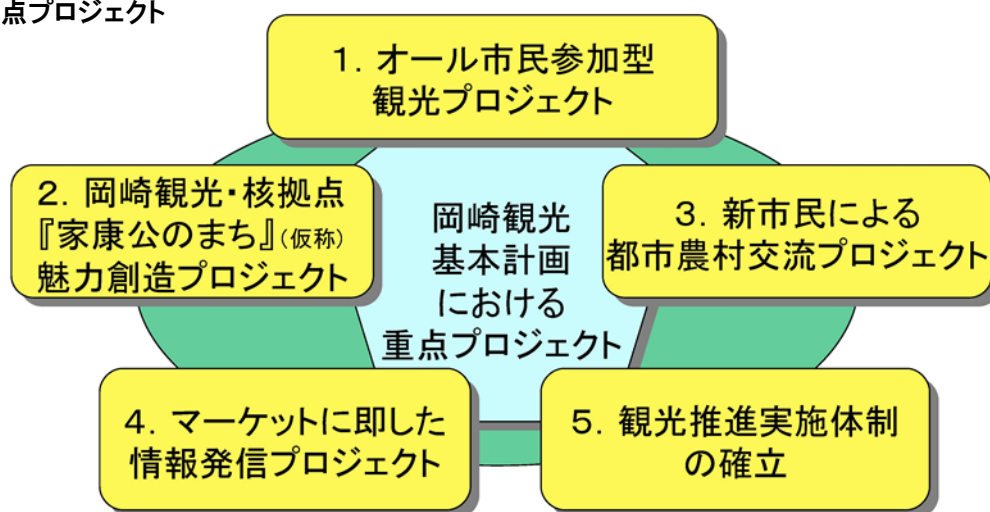 点プロジェクト
1．オール市民参加型
観光プロジェクト
2．岡崎観光・核拠点
『家康公のまち』(仮称)
魅力創造プロジェクト
岡崎観光
基本計画
における
重点プロジェクト
3．新市民による
都市農村交流プロジェクト
4．マーケットに即した
情報発信プロジェクト
5．観光推進実施体制
の確立